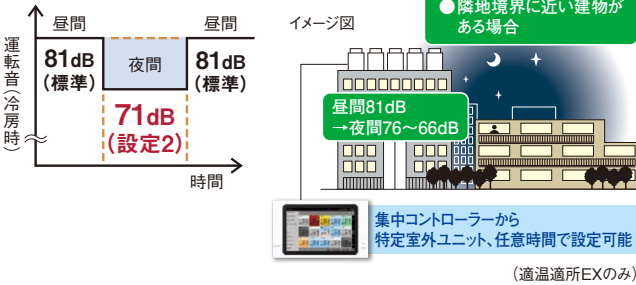 昼間
昼間
運転音(冷房時)
81dB
(標準)
夜間
81dB
(標準)
71dB
(設定2)
時間
イメージ図
●隣地境界に近い建物が
ある場合
昼間81dB
→夜間76～66dB
集中コントローラーから
特定室外ユニット、任意時間で設定可能
(適温適所EXのみ)